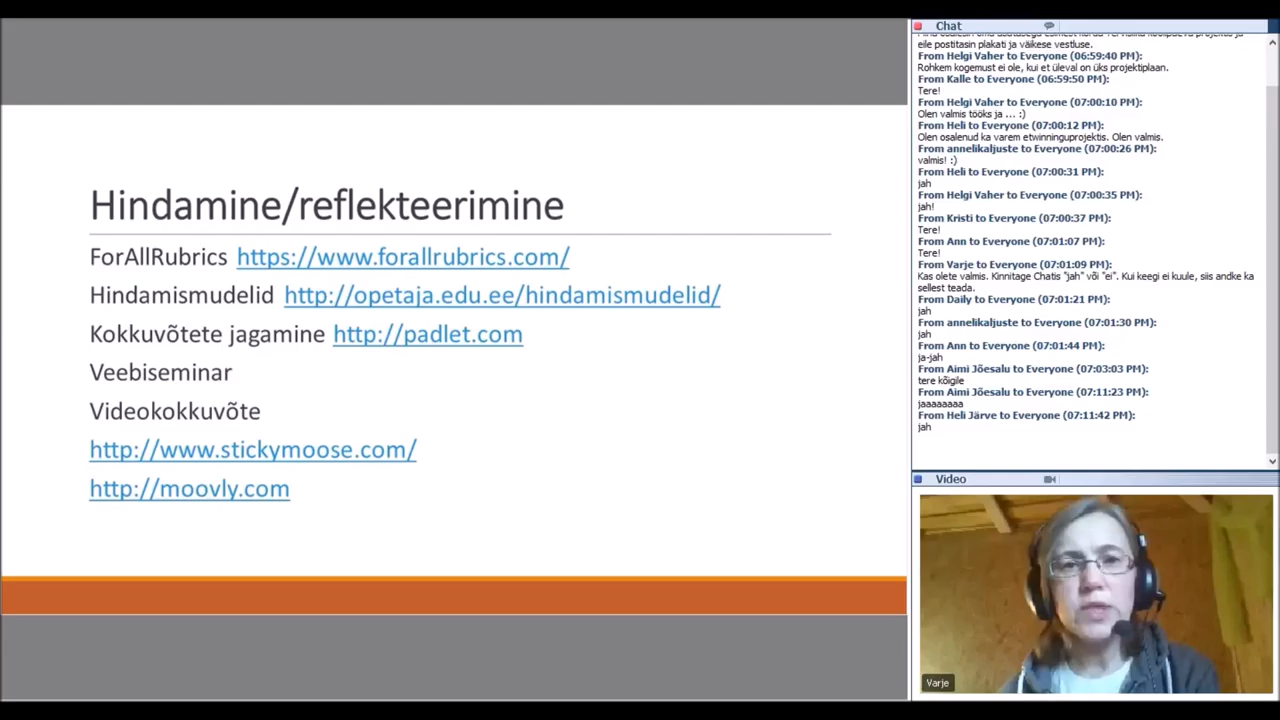 Hindamine/reflekteerimine
ForAllRubrics https://www.forallrubrics.com/
Hindamismudelid http://opetaja.edu.ee/hindamismudelid/
Kokkuvõtete jagamine http://padlet.com
Veebiseminar
Videokokkuvõte
http://www.stickymoose.com/
http://moovly.com
Chat
eile postitasin plakati ja väikese vestluse.
From Helgi Vaher to Everyone (06:59:40 PM):
Rohkem kogemust ei ole, kui et üleval on üks projektiplaan.
From Kalle to Everyone (06:59:50 PM):
Tere!
From Helgi Vaher to Everyone (07:00:10 PM):
Olen valmis tööks ja ... :)
From Heli to Everyone (07:00:12 PM):
Olen osalenud ka varem etwinninguprojektis. Olen valmis.
From annelikaljuste to Everyone (07:00:26 PM):
valmis! :)
From Heli to Everyone (07:00:31 PM):
jah
From Helgi Vaher to Everyone (07:00:35 PM):
jah!
From Kristi to Everyone (07:00:37 PM):
Tere!
From Ann to Everyone (07:01:07 PM):
Tere!
From Varje to Everyone (07:01:09 PM):
Kas olete valmis. Kinnitage Chatis "jah" või "ei". Kui keegi ei kuule, siis andke ka
sellest teada.
From Daily to Everyone (07:01:21 PM):
jah
From annelikaljuste to Everyone (07:01:30 PM):
jah
From Ann to Everyone (07:01:44 PM):
ja-jah
From Aimi Jõesalu to Everyone (07:03:03 PM):
tere kõigile
From Aimi Jõesalu to Everyone (07:11:23 PM):
jaaaaaaaa
From Heli Järve to Everyone (07:11:42 PM):
jah
Video
Varje